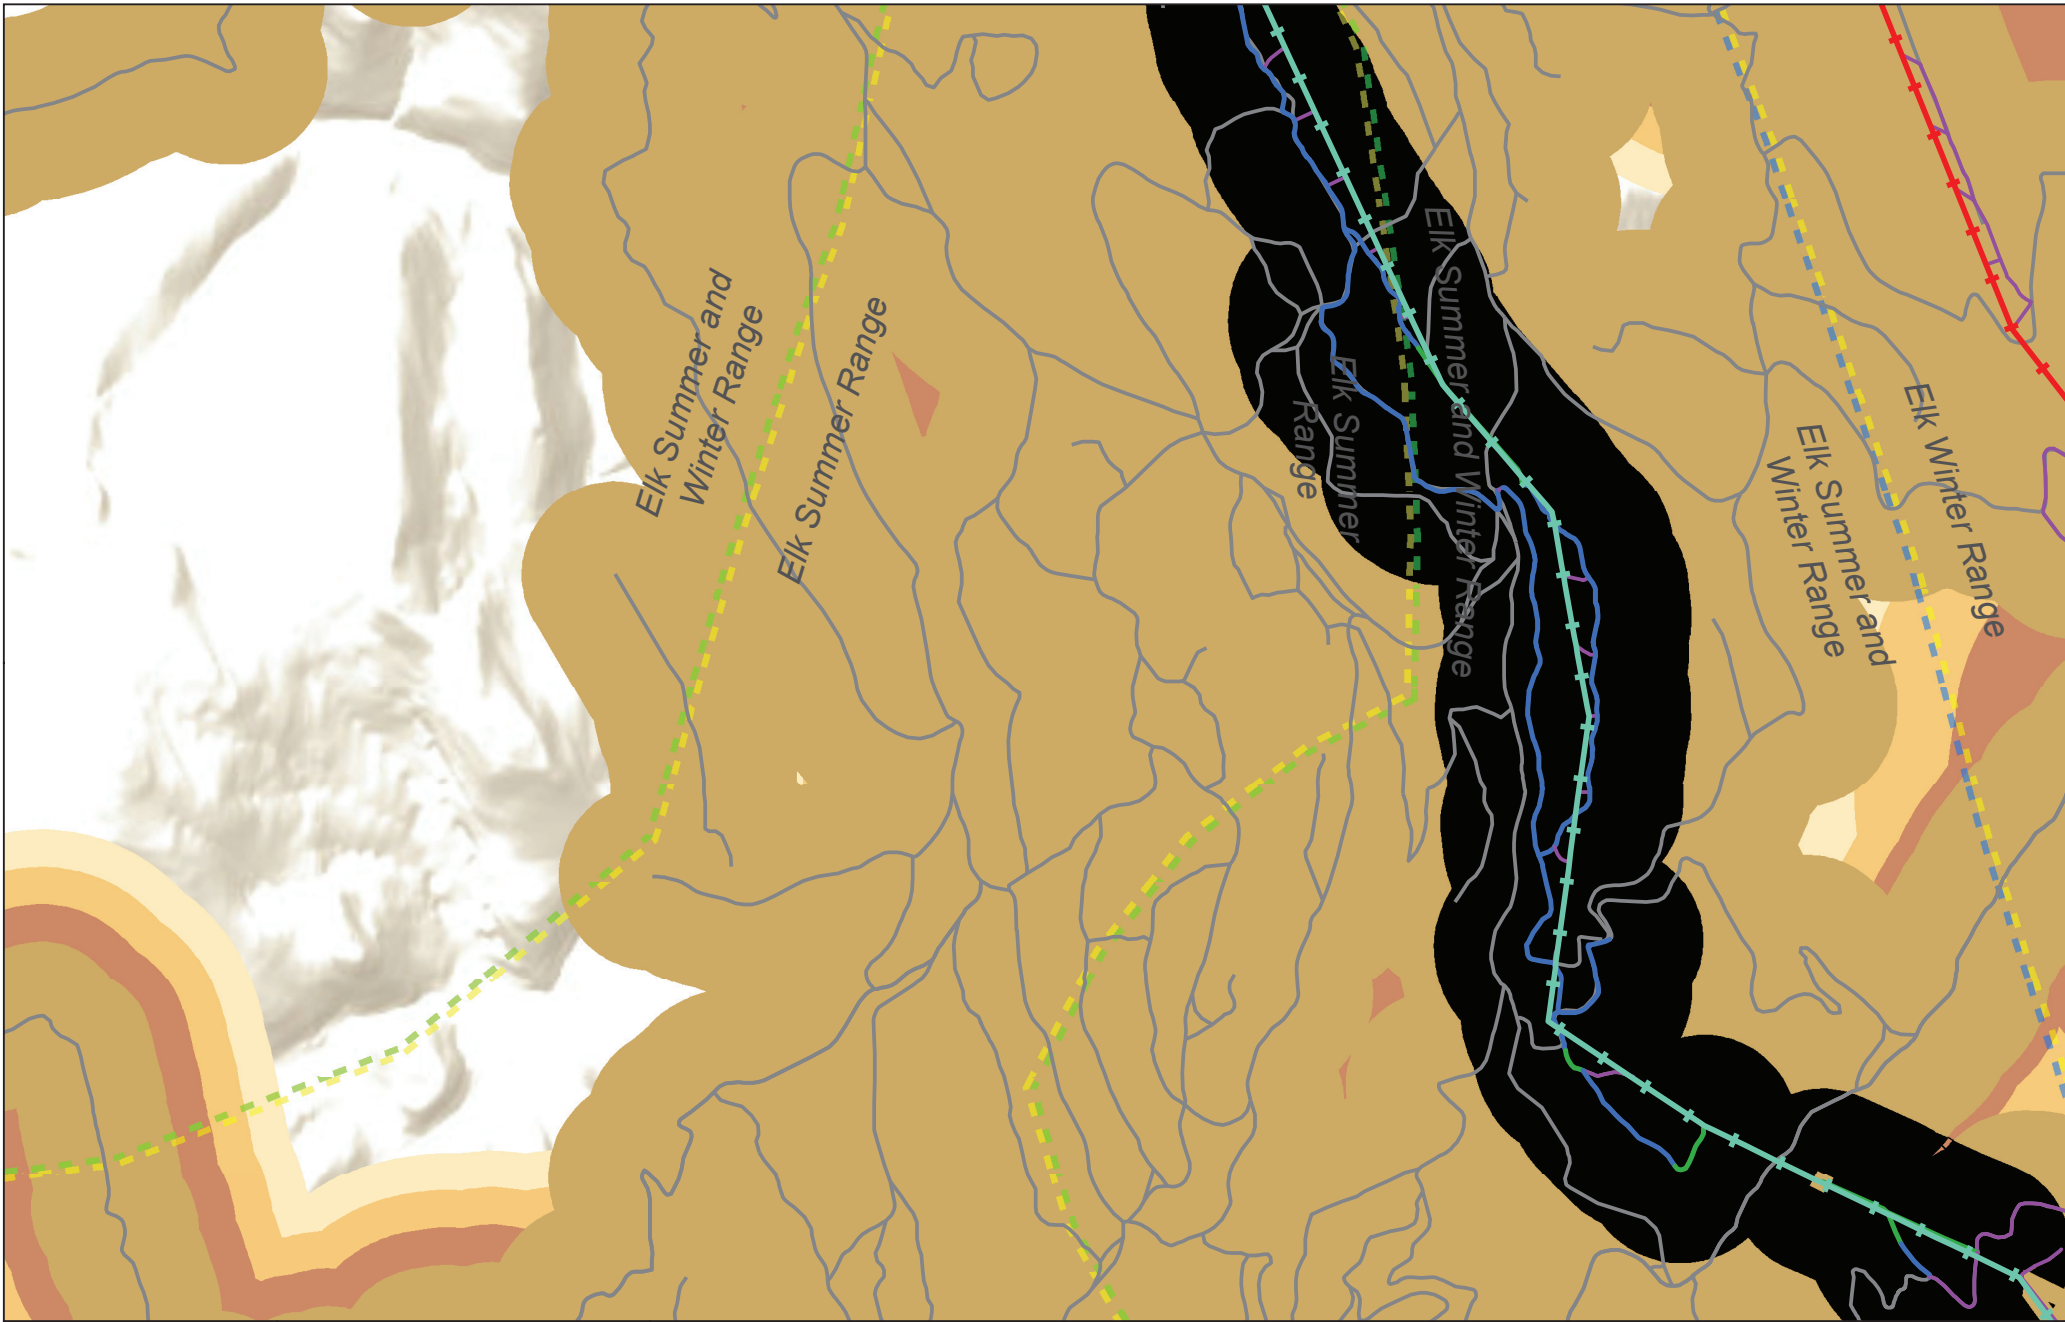 Elk Summer and
Winter Range
Elk Summer Range
Elk Summer
Range
Elk Summer and Winter Range
Elk Winter Range
Elk Summer and
Winter Range